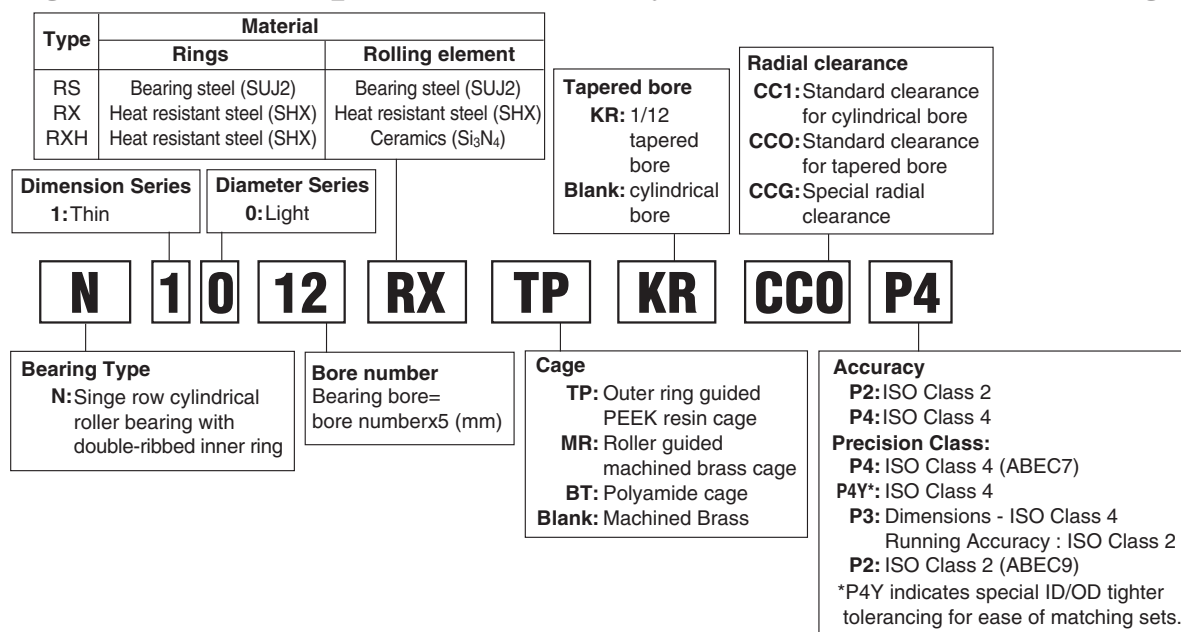 Type
Material
Rings Rolling element
RS Bearing steel (SUJ2) Bearing steel (SUJ2)
RX Heat resistant steel (SHX) Heat resistant steel (SHX)
RXH Heat resistant steel (SHX) Ceramics (Si₃N₄)
Dimension Series
1:Thin
Diameter Series
0:Light
Tapered bore
KR: 1/12
tapered
bore
Blank: cylindrical
bore
Radial clearance
CC1:Standard clearance
for cylindrical bore
CCO:Standard clearance
for tapered bore
CCG:Special radial
clearance
N 1 0 12 RX TP KR CC0 P4
Bearing Type
N:Singe row cylindrical
roller bearing with
double-ribbed inner ring
Bore number
Bearing bore=
bore numberx5 (mm)
Cage
TP: Outer ring guided
PEEK resin cage
MR: Roller guided
machined brass cage
BT: Polyamide cage
Blank: Machined Brass
Accuracy
P2:ISO Class 2
P4:ISO Class 4
Precision Class:
P4: ISO Class 4 (ABEC7)
P4Y*: ISO Class 4
P3: Dimensions - ISO Class 4
Running Accuracy : ISO Class 2
P2: ISO Class 2 (ABEC9)
*P4Y indicates special ID/OD tighter
tolerancing for ease of matching sets.